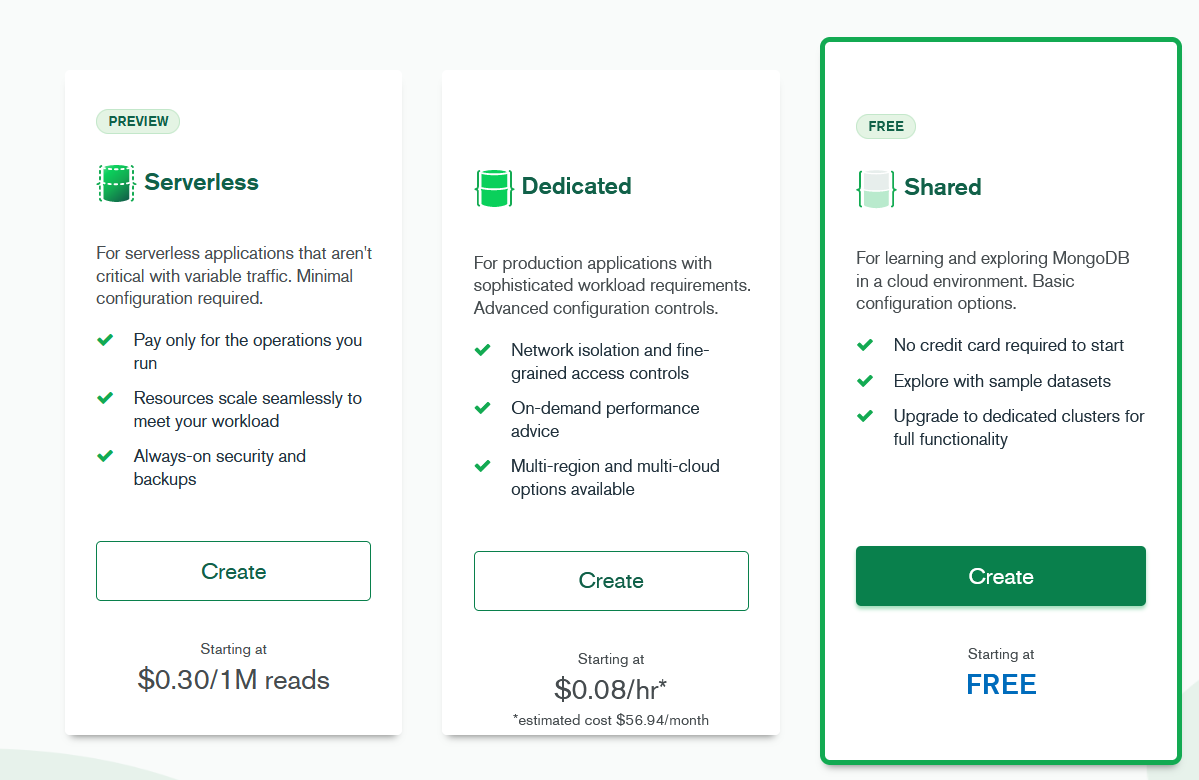 PREVIEW
Serverless
For serverless applications that aren't
critical with variable traffic. Minimal
configuration required.
Pay only for the operations you
run
Resources scale seamlessly to
meet your workload
Always-on security and
backups
Create
Starting at
$0.30/1M reads
Dedicated
For production applications with
sophisticated workload requirements.
Advanced configuration controls.
Network isolation and fine-
grained access controls
On-demand performance
advice
Multi-region and multi-cloud
options available
Create
Starting at
$0.08/hr*
*estimated cost $56.94/month
FREE
Shared
For learning and exploring MongoDB
in a cloud environment. Basic
configuration options.
No credit card required to start
Explore with sample datasets
Upgrade to dedicated clusters for
full functionality
Create
Starting at
FREE